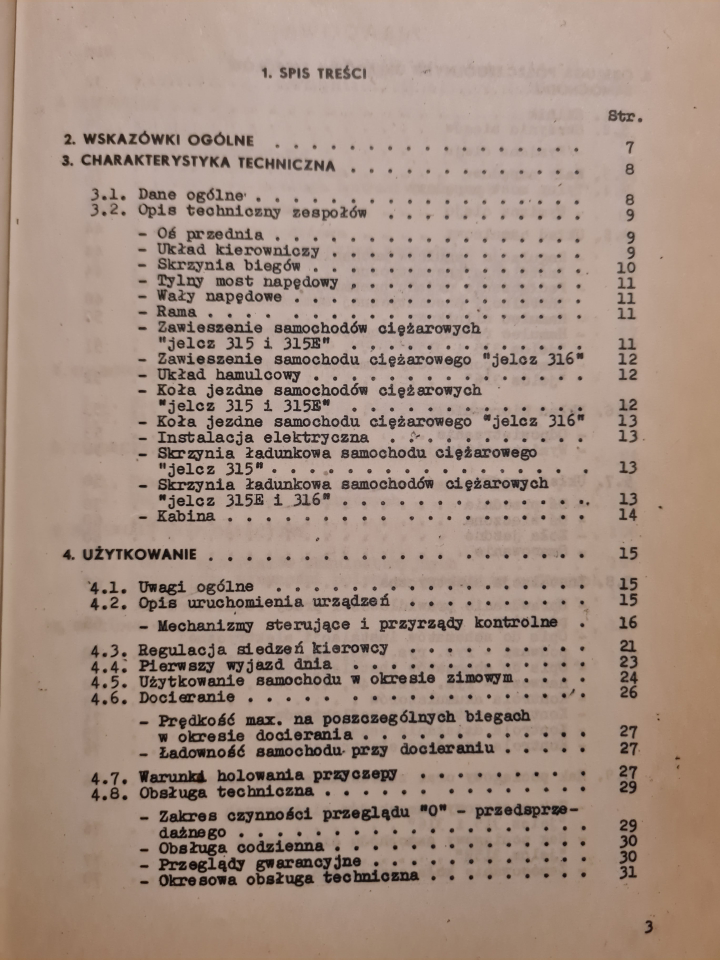 1. SPIS TREŚCI
Str.
2. WSKAZÓWKI OGÓLNE . . . . . . . . . . . . . . . . 7
3. CHARAKTERYSTYKA TECHNICZNA . . . . . . . . . . . . 8
3.1. Dane ogólne . . . . . . . . . . . . . . . . . 8
3.2. Opis techniczny zespołów . . . . . . . . . . . 9
- Oś przednia . . . . . . . . . . . . . . . . 9
- Układ kierowniczy . . . . . . . . . . . . . 9
- Skrzynia biegów . . . . . . . . . . . . . . 10
- Tylny most napędowy . . . . . . . . . . . . 11
- Wały napędowe . . . . . . . . . . . . . . . 11
- Rama . . . . . . . . . . . . . . . . . . . 11
- Zawieszenie samochodów ciężarowych
"jelcz 315 i 315E" . . . . . . . . . . . . 11
- Zawieszenie samochodu ciężarowego "jelcz 316" 12
- Układ hamulcowy . . . . . . . . . . . . . . 12
- Koła jezdne samochodów ciężarowych
"jelcz 315 i 315E" . . . . . . . . . . . . 12
- Koła jezdne samochodu ciężarowego "jelcz 316" 13
- Instalacja elektryczna . . . . . . . . . . 13
- Skrzynia ładunkowa samochodu ciężarowego
"jelcz 315" . . . . . . . . . . . . . . . . 13
- Skrzynia ładunkowa samochodów ciężarowych
"jelcz 315E i 316" . . . . . . . . . . . . 13
- Kabina . . . . . . . . . . . . . . . . . . 14
4. UŻYTKOWANIE . . . . . . . . . . . . . . . . . . 15
4.1. Uwagi ogólne . . . . . . . . . . . . . . . . 15
4.2. Opis uruchomienia urządzeń . . . . . . . . . 15
- Mechanizmy sterujące i przyrządy kontrolne . 16
4.3. Regulacja siedzeń kierowcy . . . . . . . . . 21
4.4. Pierwszy wyjazd dnia . . . . . . . . . . . . 23
4.5. Użytkowanie samochodu w okresie zimowym . . . . 24
4.6. Docieranie . . . . . . . . . . . . . . . . . 26
- Prędkość max. na poszczególnych biegach
w okresie docierania . . . . . . . . . . . 27
- Ładowność samochodu przy docieraniu . . . . . 27
4.7. Warunki holowania przyczepy . . . . . . . . . 27
4.8. Obsługa techniczna . . . . . . . . . . . . . 29
- Zakres czynności przeglądu "0" - przedsprze-
dażnego . . . . . . . . . . . . . . . . . . 29
- Obsługa codzienna . . . . . . . . . . . . . 30
- Przeglądy gwarancyjne . . . . . . . . . . . 30
- Okresowa obsługa techniczna . . . . . . . . 31
3